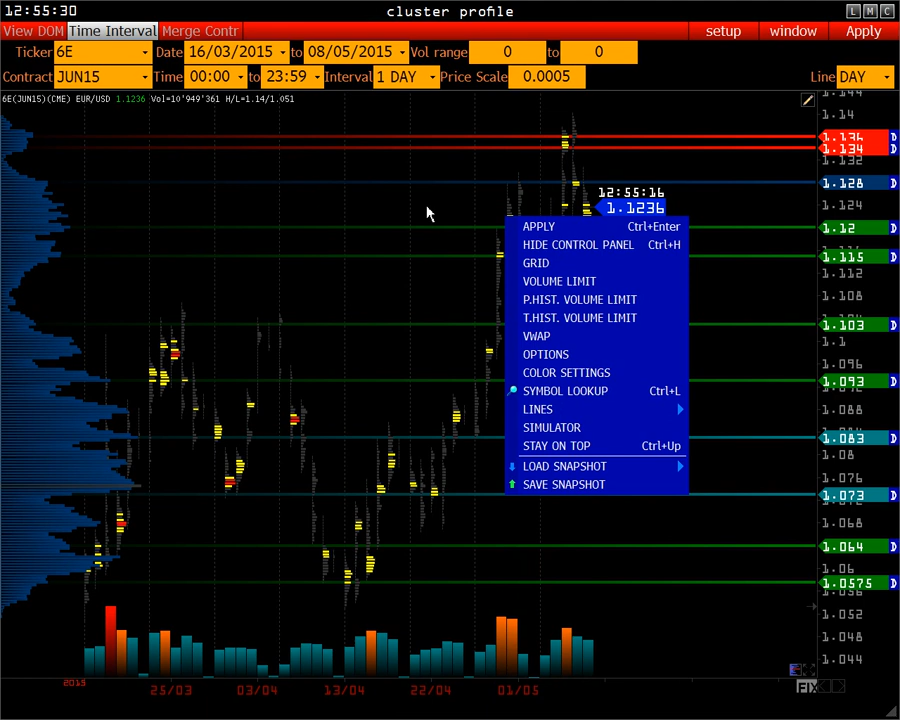 12:55:30
cluster profile
L M C
View DOM Time Interval Merge Contr
setup window Apply
Ticker 6E Date 16/03/2015 to 08/05/2015 Vol range 0 to 0
Contract JUN15 Time 00:00 to 23:59 Interval 1 DAY Price Scale 0.0005 Line DAY
6E(JUN15)(CME) EUR/USD 1.1236 Vol=10'949'361 H/L=1.14/1.051
1.144
1.14
1.136 D
1.134 D
1.132
1.128 D
12:55:16
1.124
1.1236
1.12 D
APPLY Ctrl+Enter
HIDE CONTROL PANEL Ctrl+H
1.115 D
GRID
1.112
VOLUME LIMIT
1.108
P.HIST. VOLUME LIMIT
T.HIST. VOLUME LIMIT
1.103 D
VWAP
1.1
OPTIONS
1.096
COLOR SETTINGS
1.093 D
SYMBOL LOOKUP Ctrl+L
LINES
1.088
SIMULATOR
1.083 D
STAY ON TOP Ctrl+Up
1.08
LOAD SNAPSHOT
1.076
SAVE SNAPSHOT
1.073 D
1.068
1.064 D
1.06
1.0575 D
1.056
1.052
1.048
1.044
2015
25/03 03/04 13/04 22/04 01/05
FIX